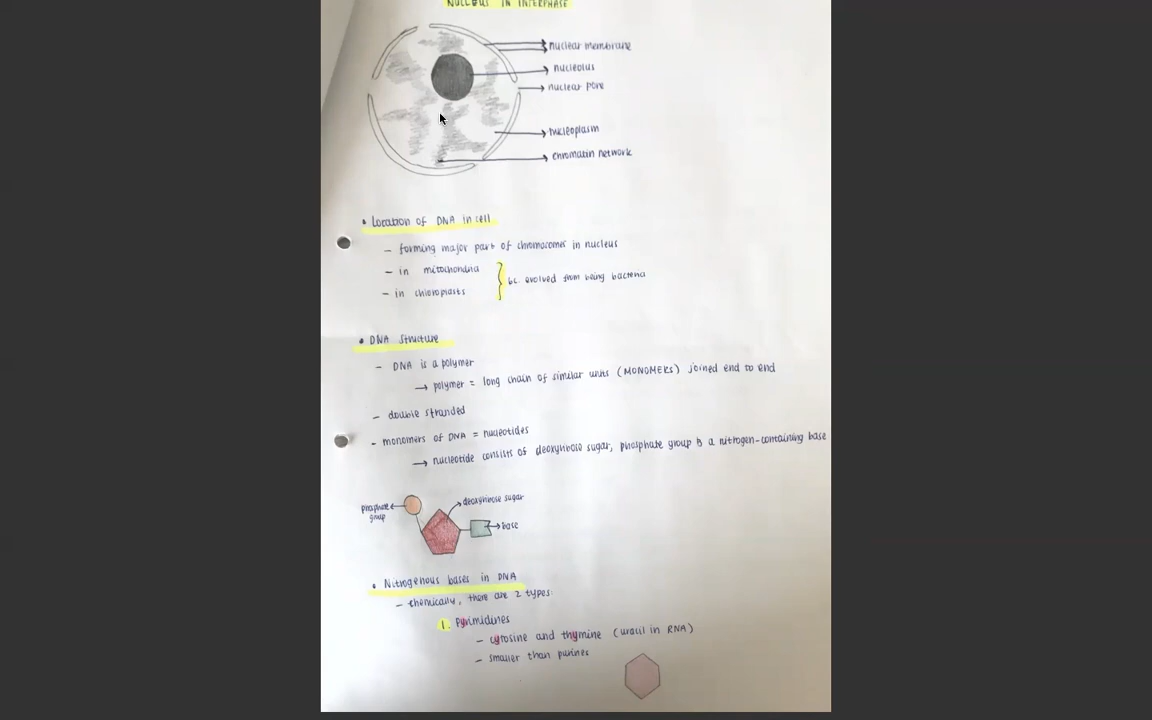 NUCLEUS IN INTERPHASE
nuclear membrane
nucleolus
nuclear pore
nucleoplasm
chromatin network
• Location of DNA in cell
- forming major part of chromosomes in nucleus
- in mitochondria
- in chloroplasts
bc. evolved from being bacteria
• DNA Structure
- DNA is a polymer
→ polymer = long chain of similar units (MONOMERS) joined end to end
- double stranded
- monomers of DNA = nucleotides
→ nucleotide consists of deoxyribose sugar, phosphate group & a nitrogen-containing base
phosphate group
deoxyribose sugar
base
• Nitrogenous bases in DNA
- chemically, there are 2 types:
1. Pyrimidines
- cytosine and thymine (uracil in RNA)
- smaller than purines